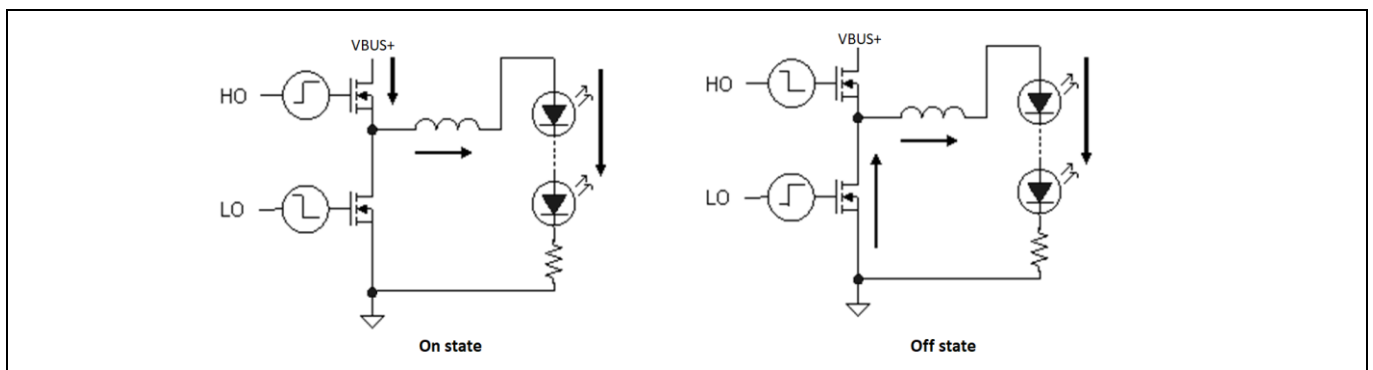 VBUS+
HO
LO
On state
VBUS+
HO
LO
Off state